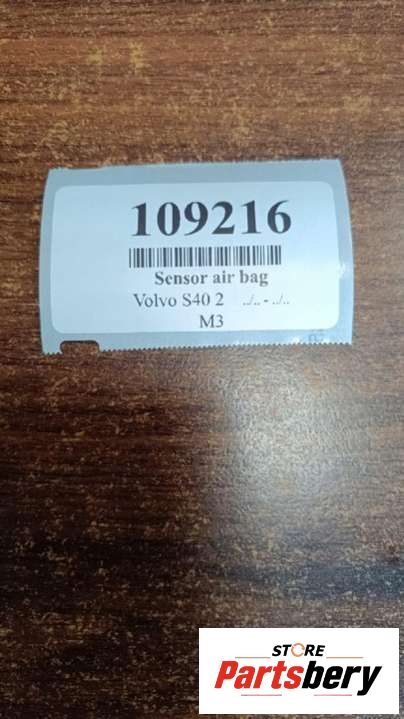 109216
Sensor air bag
Volvo S40 2 ../.. - ../..
M3
STORE
Partsbery